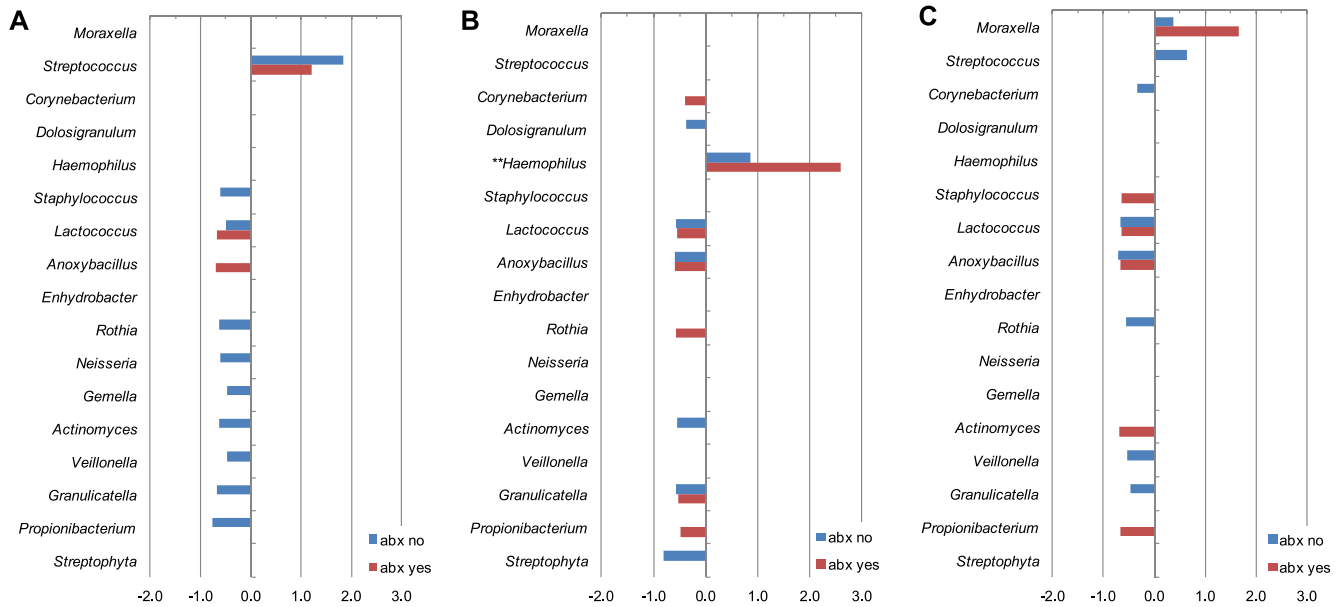 A
Moraxella
Streptococcus
Corynebacterium
Dolosigranulum
Haemophilus
Staphylococcus
Lactococcus
Anoxybacillus
Enhydrobacter
Rothia
Neisseria
Gemella
Actinomyces
Veillonella
Granulicatella
Propionibacterium
Streptophyta
abx no
abx yes
-2.0 -1.0 0.0 1.0 2.0 3.0
B
Moraxella
Streptococcus
Corynebacterium
Dolosigranulum
**Haemophilus
Staphylococcus
Lactococcus
Anoxybacillus
Enhydrobacter
Rothia
Neisseria
Gemella
Actinomyces
Veillonella
Granulicatella
Propionibacterium
Streptophyta
abx no
abx yes
-2.0 -1.0 0.0 1.0 2.0 3.0
C
Moraxella
Streptococcus
Corynebacterium
Dolosigranulum
Haemophilus
Staphylococcus
Lactococcus
Anoxybacillus
Enhydrobacter
Rothia
Neisseria
Gemella
Actinomyces
Veillonella
Granulicatella
Propionibacterium
Streptophyta
abx no
abx yes
-2.0 -1.0 0.0 1.0 2.0 3.0